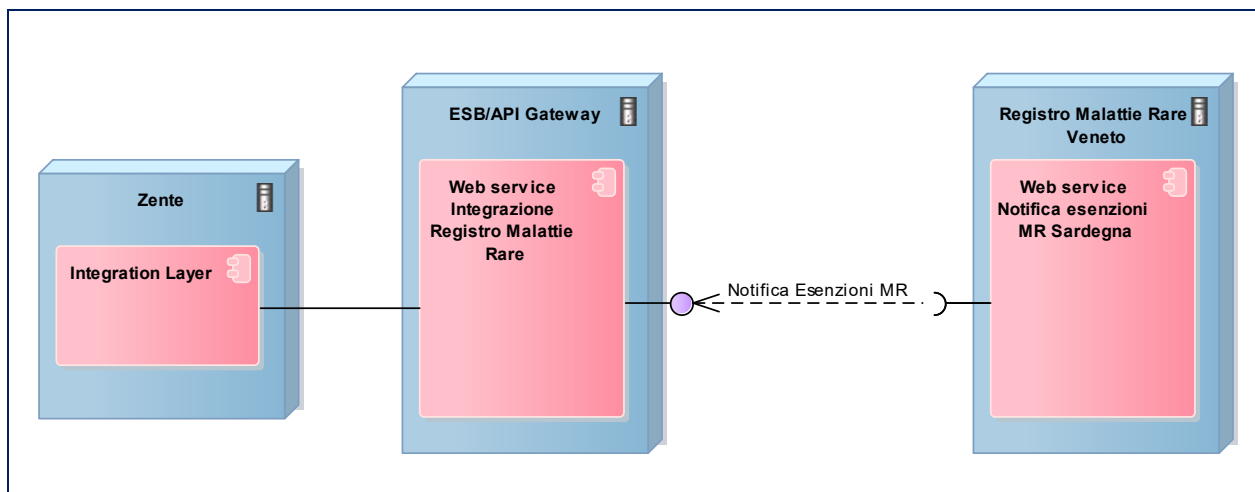 Zente
Integration Layer
ESB/API Gateway
Web service
Integrazione
Registro Malattie
Rare
Notifica Esenzioni MR
Registro Malattie Rare
Veneto
Web service
Notifica esenzioni
MR Sardegna